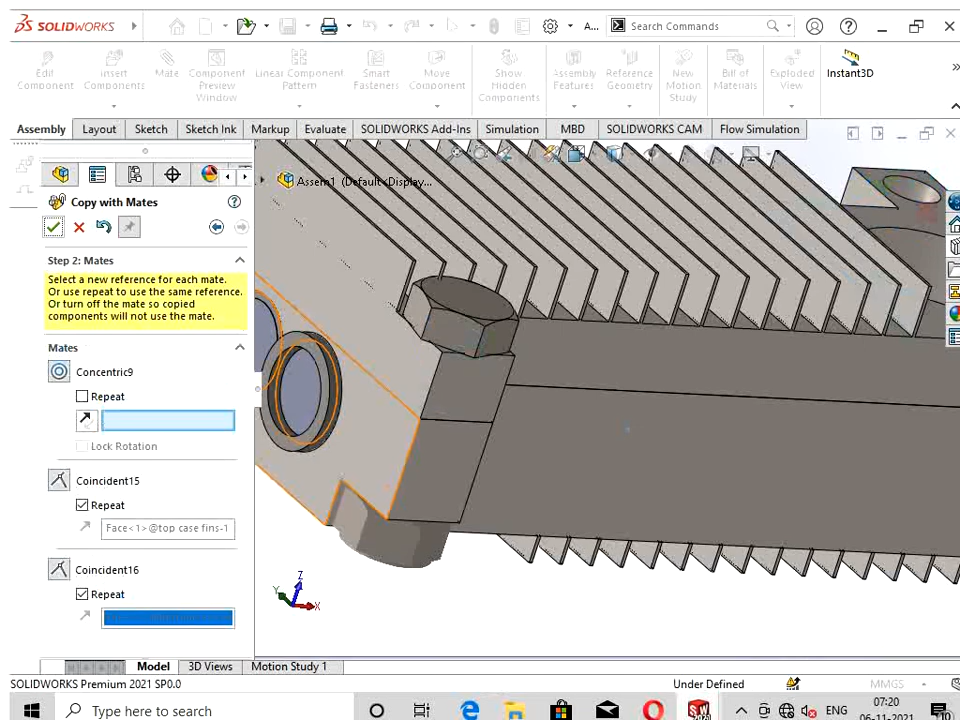 SOLIDWORKS
A...
Search Commands
Edit Component
Insert Components
Mate
Component Preview Window
Linear Component Pattern
Smart Fasteners
Move Component
Show Hidden Components
Assembly Features
Reference Geometry
New Motion Study
Bill of Materials
Exploded View
Instant3D
Assembly
Layout
Sketch
Sketch Ink
Markup
Evaluate
SOLIDWORKS Add-Ins
Simulation
MBD
SOLIDWORKS CAM
Flow Simulation
Assem1 (Default<Display...
Copy with Mates
Step 2: Mates
Select a new reference for each mate.
Or use repeat to use the same reference.
Or turn off the mate so copied
components will not use the mate.
Mates
Concentric9
Repeat
Lock Rotation
Coincident15
Repeat
Face<1>@top case fins-1
Coincident16
Repeat
Z
Y
X
Model
3D Views
Motion Study 1
SOLIDWORKS Premium 2021 SP0.0
Under Defined
MMGS
Type here to search
ENG
07:20
06-11-2021